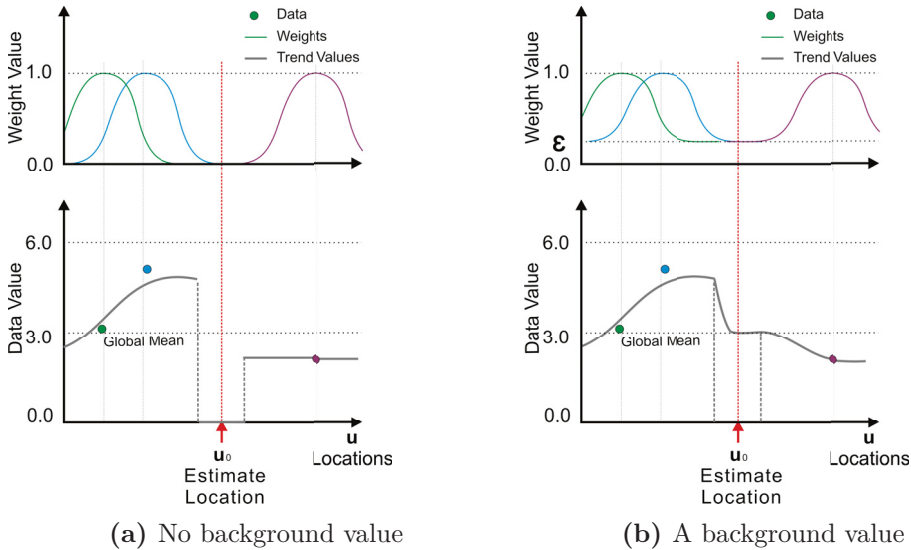 Data
Weights
Trend Values
Weight Value
1.0
0.0
6.0
Data Value
3.0
Global Mean
0.0
u
u₀
Locations
Estimate
Location
(a) No background value
Data
Weights
Trend Values
Weight Value
1.0
ε
0.0
6.0
Data Value
3.0
Global Mean
0.0
u
u₀
Locations
Estimate
Location
(b) A background value